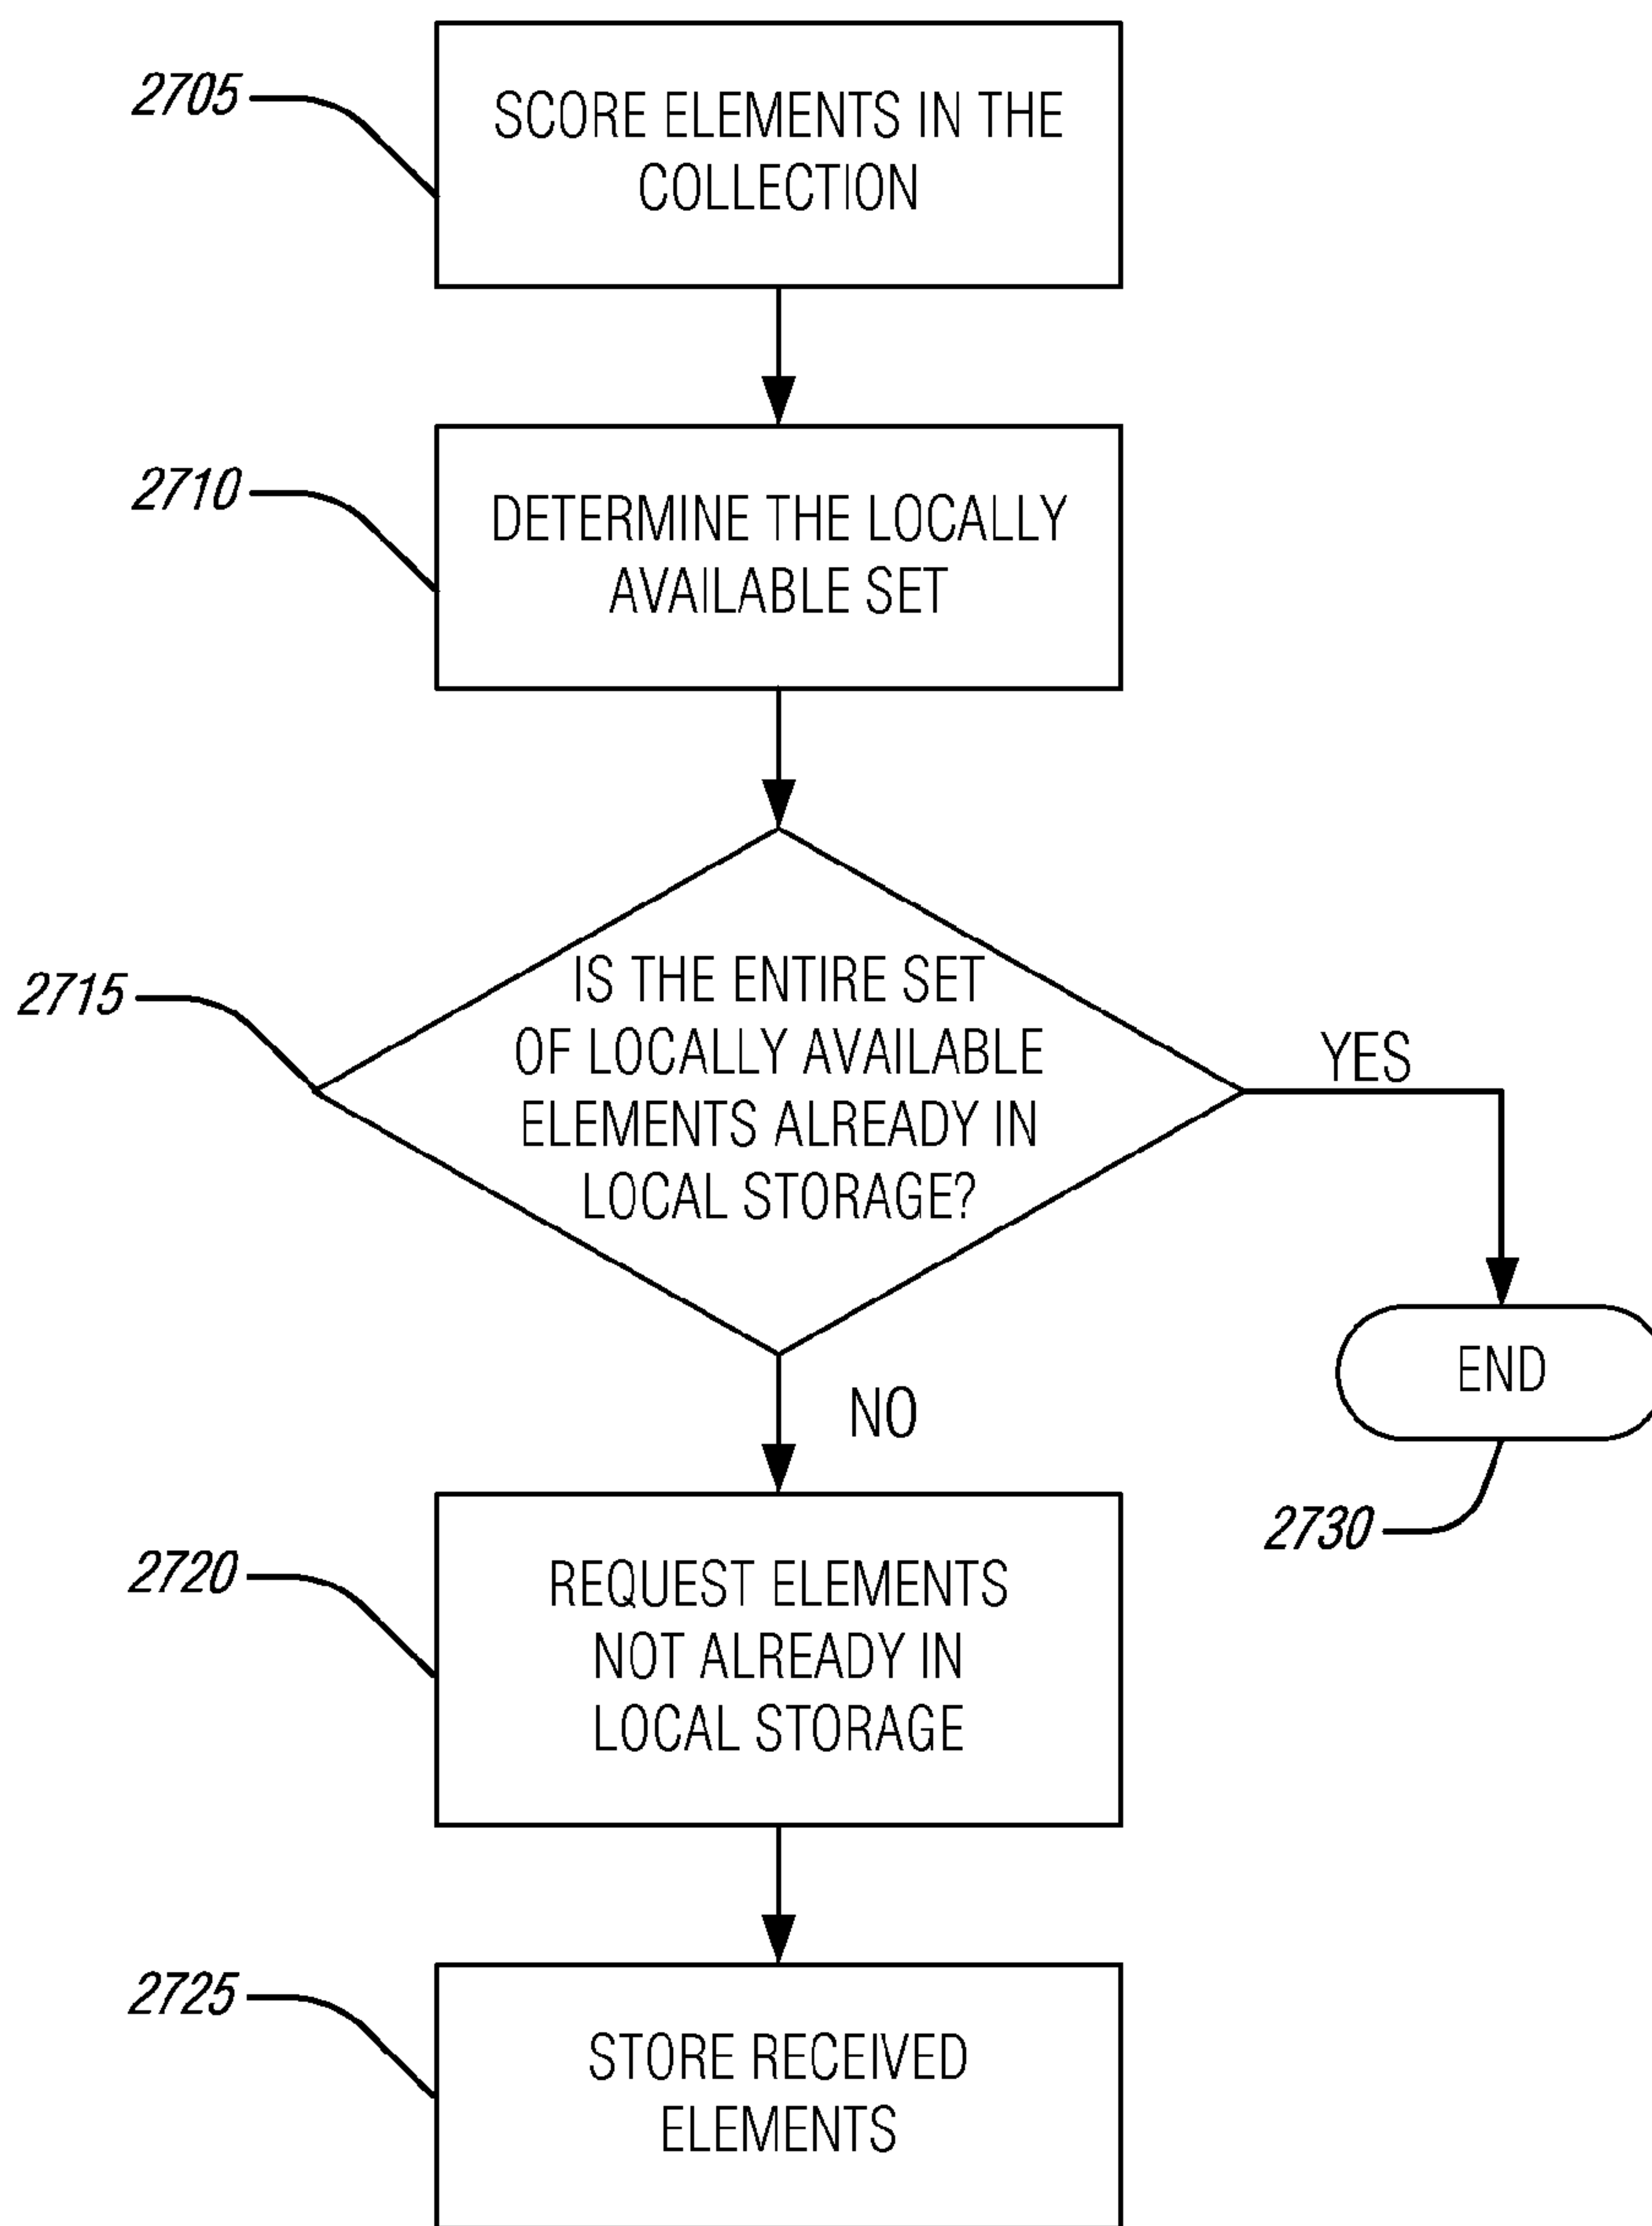 2705
SCORE ELEMENTS IN THE
COLLECTION
2710
DETERMINE THE LOCALLY
AVAILABLE SET
2715
IS THE ENTIRE SET
OF LOCALLY AVAILABLE
ELEMENTS ALREADY IN
LOCAL STORAGE?
YES
END
2730
NO
2720
REQUEST ELEMENTS
NOT ALREADY IN
LOCAL STORAGE
2725
STORE RECEIVED
ELEMENTS